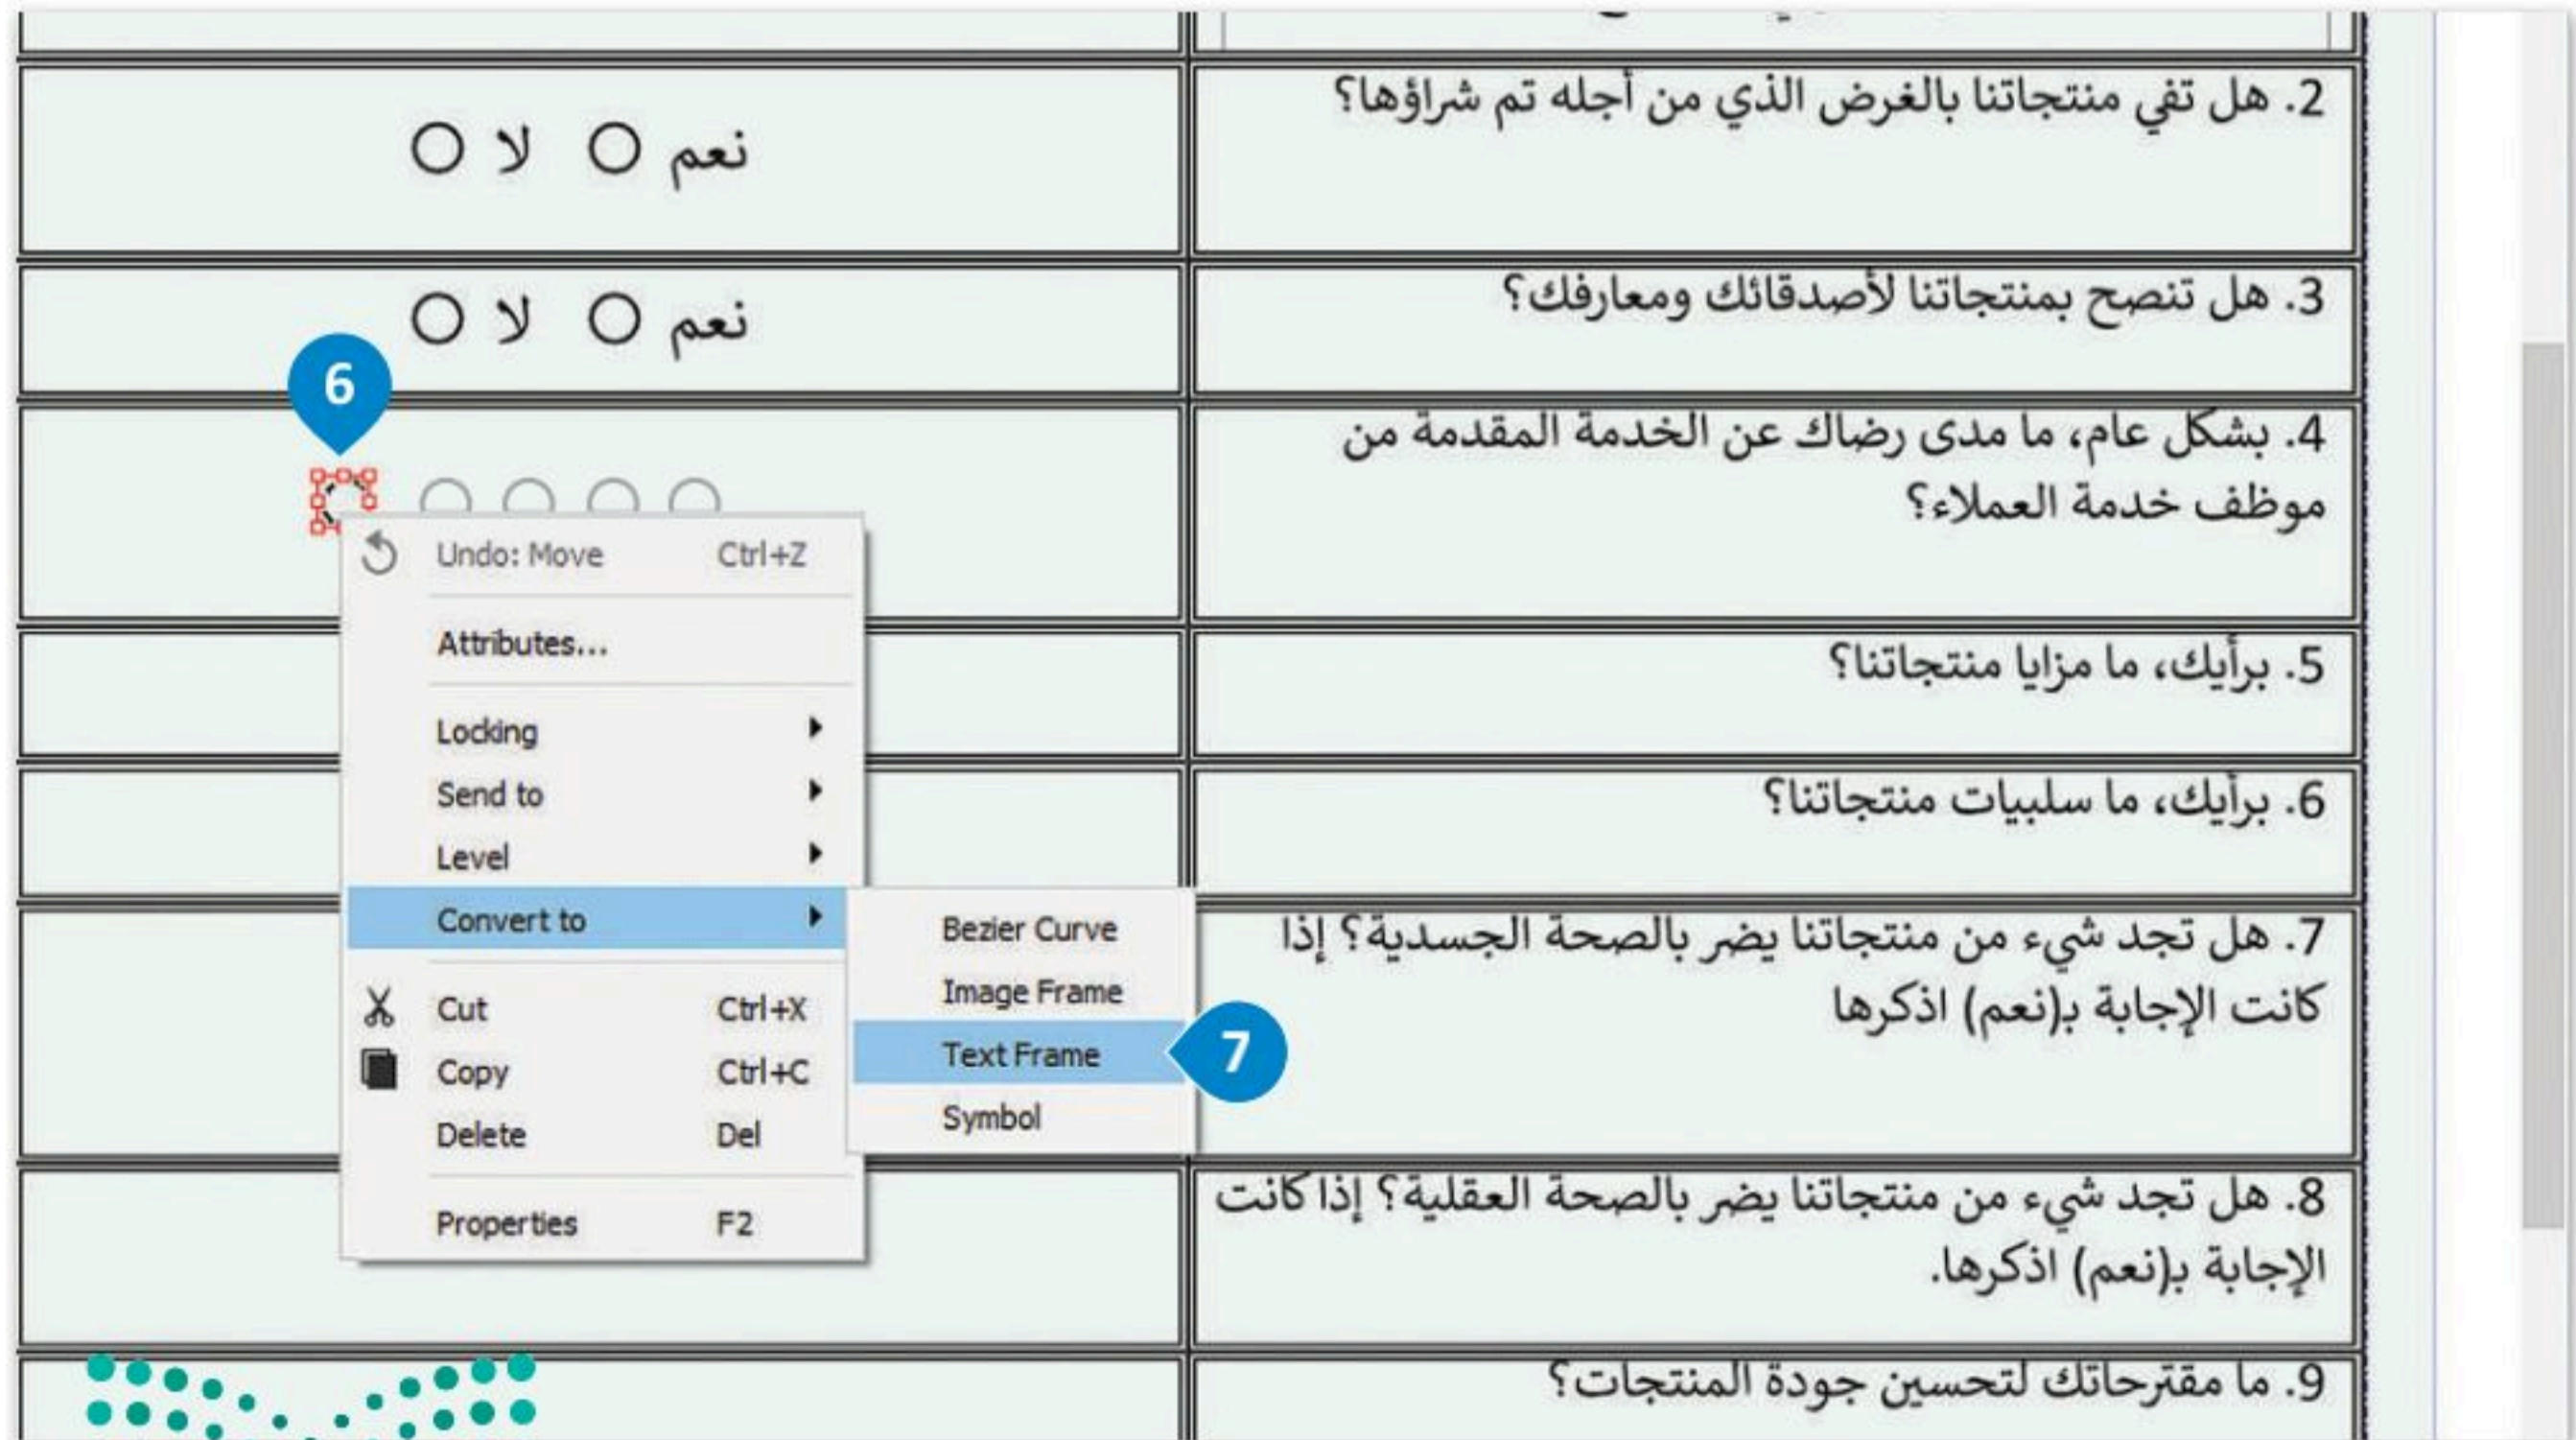 2. هل تفي منتجاتنا بالغرض الذي من أجله تم شراؤها؟
نعم لا
3. هل تنصح بمنتجاتنا لأصدقائك ومعارفك؟
نعم لا
6
4. بشكل عام، ما مدى رضاك عن الخدمة المقدمة من
موظف خدمة العملاء؟
Undo: Move Ctrl+Z
Attributes...
Locking
Send to
Level
Convert to
Cut Ctrl+X
Copy Ctrl+C
Delete Del
Properties F2
Bezier Curve
Image Frame
Text Frame
Symbol
7
5. برأيك، ما مزايا منتجاتنا؟
6. برأيك، ما سلبيات منتجاتنا؟
7. هل تجد شيء من منتجاتنا يضر بالصحة الجسدية؟ إذا
كانت الإجابة بـ(نعم) اذكرها
8. هل تجد شيء من منتجاتنا يضر بالصحة العقلية؟ إذا كانت
الإجابة بـ(نعم) اذكرها.
9. ما مقترحاتك لتحسين جودة المنتجات؟